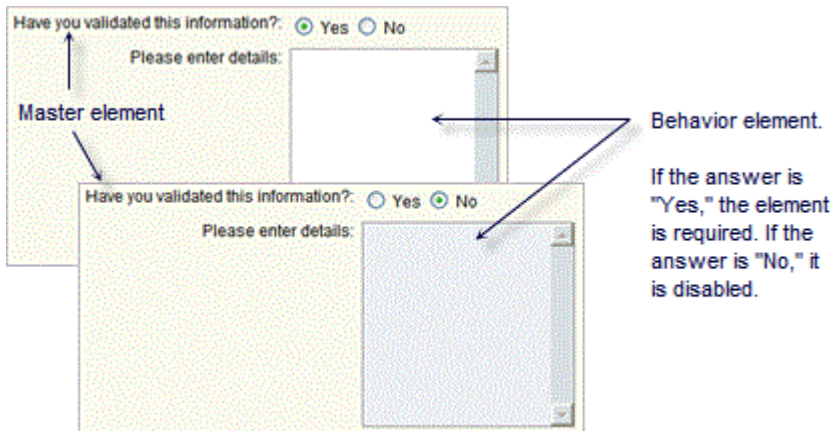 Have you validated this information?: Yes No
Please enter details:
Master element
Have you validated this information?: Yes No
Please enter details:
Behavior element.
If the answer is
"Yes," the element
is required. If the
answer is "No," it
is disabled.